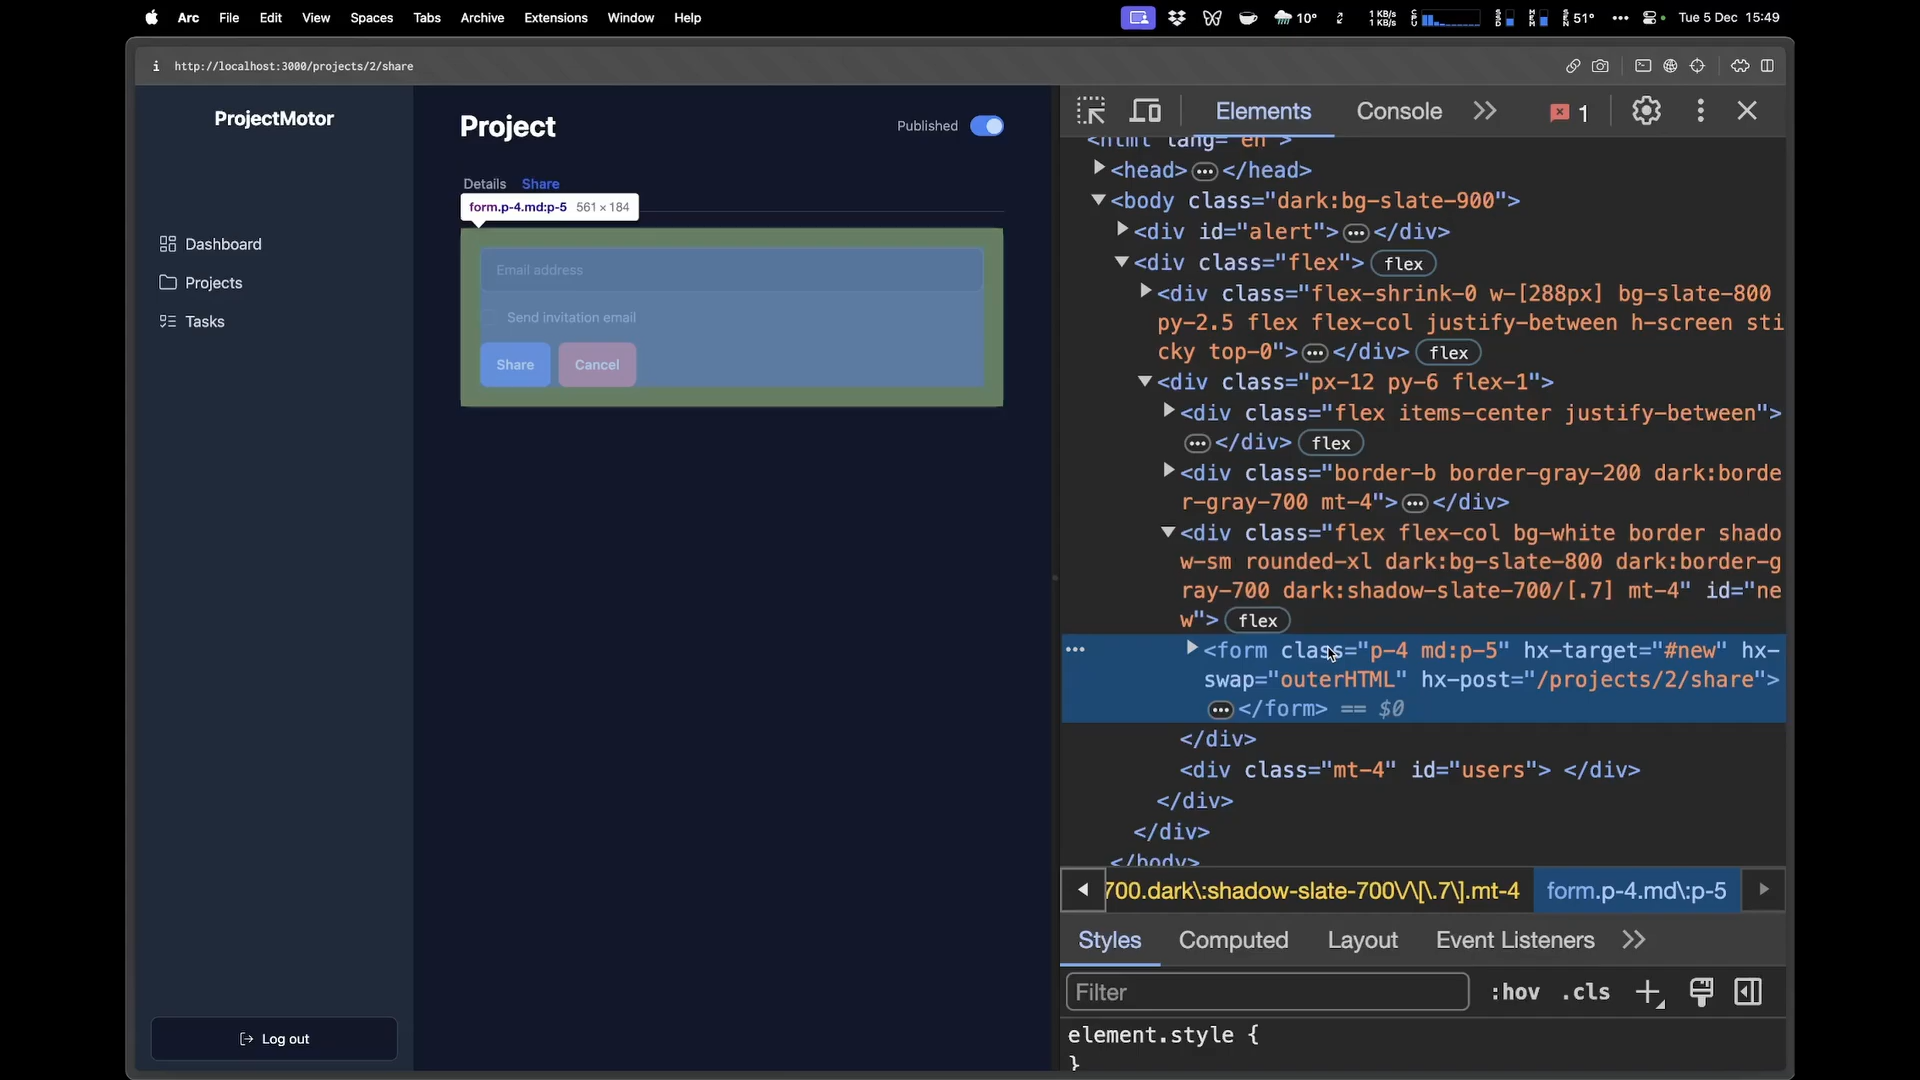 Arc File Edit View Spaces Tabs Archive Extensions Window Help 10° 1 KB/s 1 KB/s 51° Tue 5 Dec 15:49
http://localhost:3000/projects/2/share
ProjectMotor
Dashboard
Projects
Tasks
Log out
Project
Published
Details Share
form.p-4.md:p-5 561 × 184
Email address
Send invitation email
Share Cancel
Elements Console 1
<html lang="en">
<head> ••• </head>
<body class="dark:bg-slate-900">
<div id="alert"> ••• </div>
<div class="flex"> flex
<div class="flex-shrink-0 w-[288px] bg-slate-800
py-2.5 flex flex-col justify-between h-screen sti
cky top-0"> ••• </div> flex
<div class="px-12 py-6 flex-1">
<div class="flex items-center justify-between">
••• </div> flex
<div class="border-b border-gray-200 dark:borde
r-gray-700 mt-4"> ••• </div>
<div class="flex flex-col bg-white border shado
w-sm rounded-xl dark:bg-slate-800 dark:border-g
ray-700 dark:shadow-slate-700/[.7] mt-4" id="ne
w"> flex
••• <form class="p-4 md:p-5" hx-target="#new" hx-
swap="outerHTML" hx-post="/projects/2/share">
••• </form> == $0
</div>
<div class="mt-4" id="users"> </div>
</div>
</div>
</body>
700.dark\:shadow-slate-700\/\[\.7\].mt-4 form.p-4.md\:p-5
Styles Computed Layout Event Listeners
Filter :hov .cls
element.style {
}